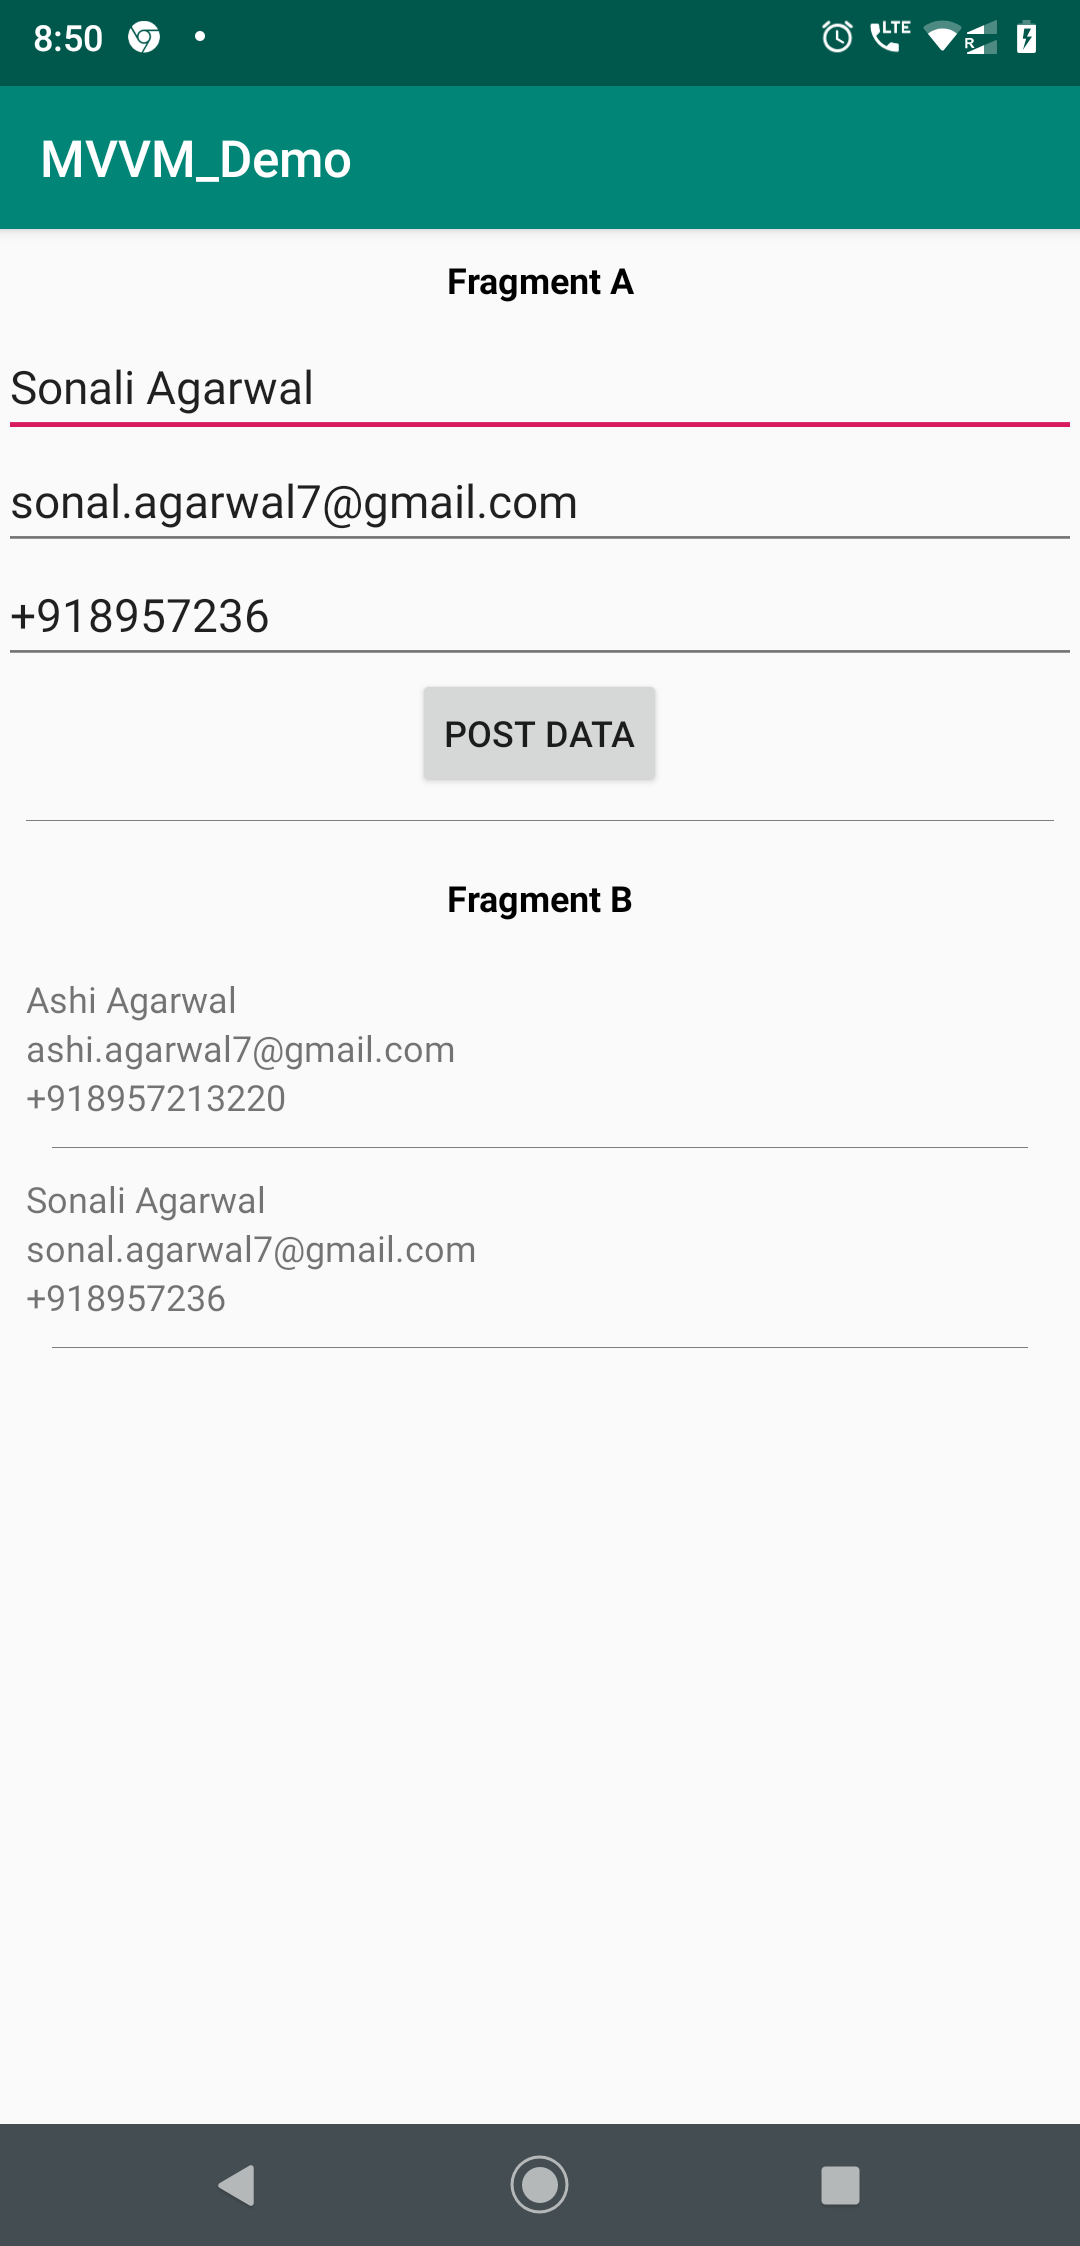 8:50
LTE
R
MVVM_Demo
Fragment A
Sonali Agarwal
sonal.agarwal7@gmail.com
+918957236
POST DATA
Fragment B
Ashi Agarwal
ashi.agarwal7@gmail.com
+918957213220
Sonali Agarwal
sonal.agarwal7@gmail.com
+918957236